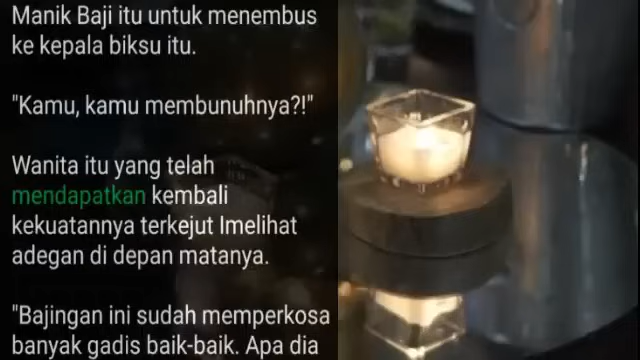 Manik Baji itu untuk menembus
ke kepala biksu itu.
"Kamu, kamu membunuhnya?!"
Wanita itu yang telah
mendapatkan kembali
kekuatannya terkejut Imelihat
adegan di depan matanya.
"Bajingan ini sudah memperkosa
banyak gadis baik-baik. Apa dia